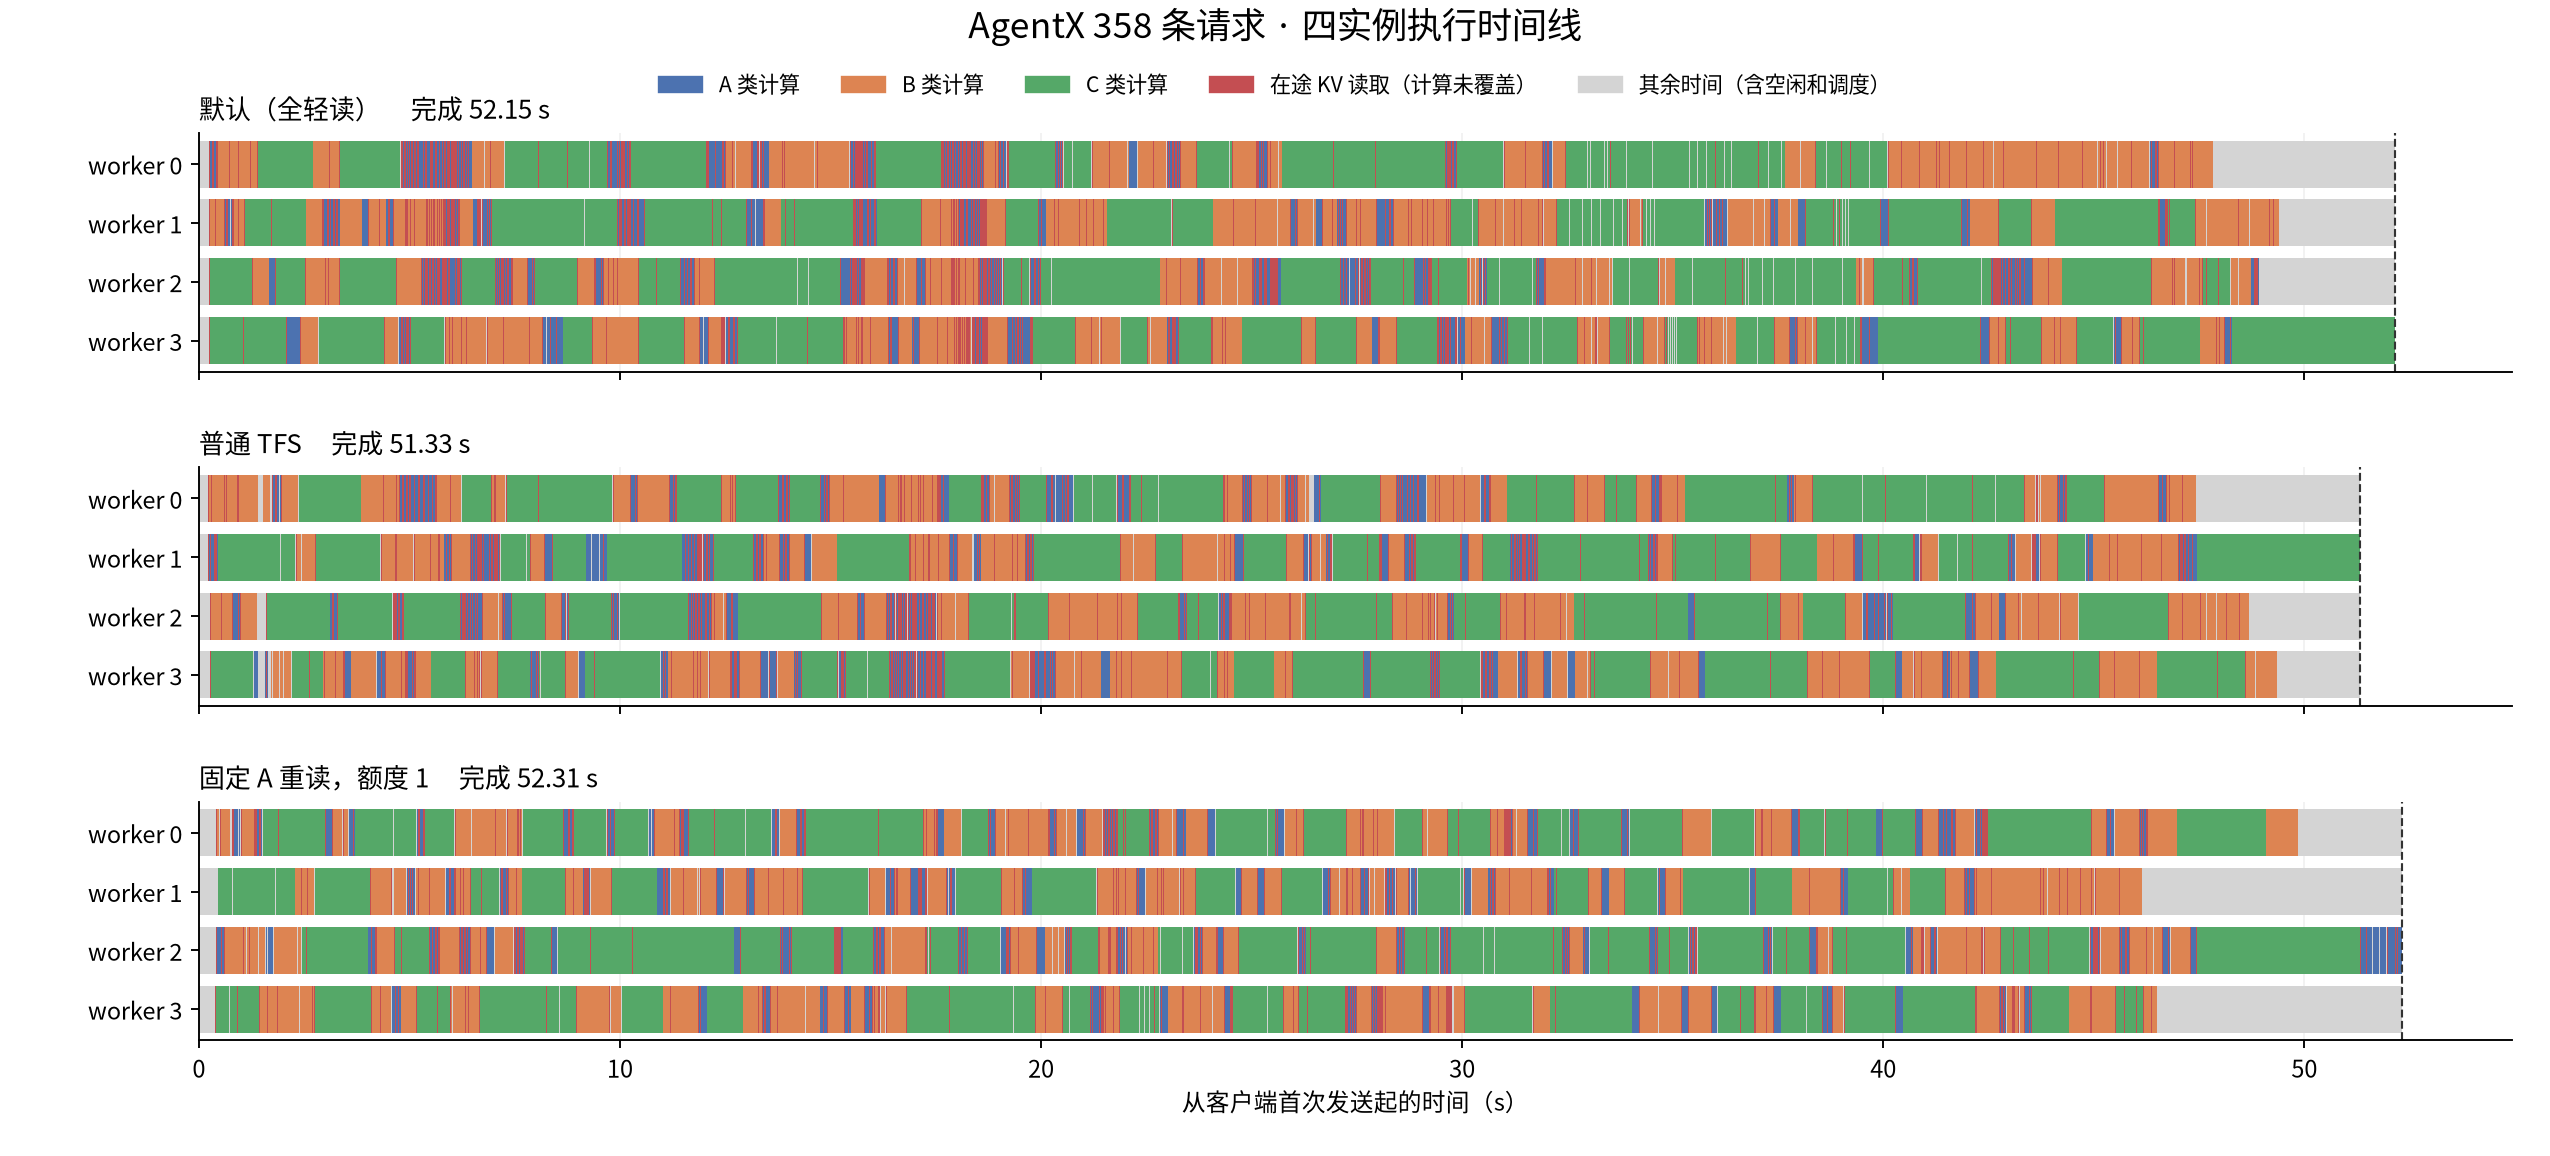 AgentX 358 条请求 · 四实例执行时间线
A 类计算 B 类计算 C 类计算 在途 KV 读取（计算未覆盖） 其余时间（含空闲和调度）
默认（全轻读） 完成 52.15 s
worker 0
worker 1
worker 2
worker 3
普通 TFS 完成 51.33 s
worker 0
worker 1
worker 2
worker 3
固定 A 重读，额度 1 完成 52.31 s
worker 0
worker 1
worker 2
worker 3
0 10 20 30 40 50
从客户端首次发送起的时间（s）